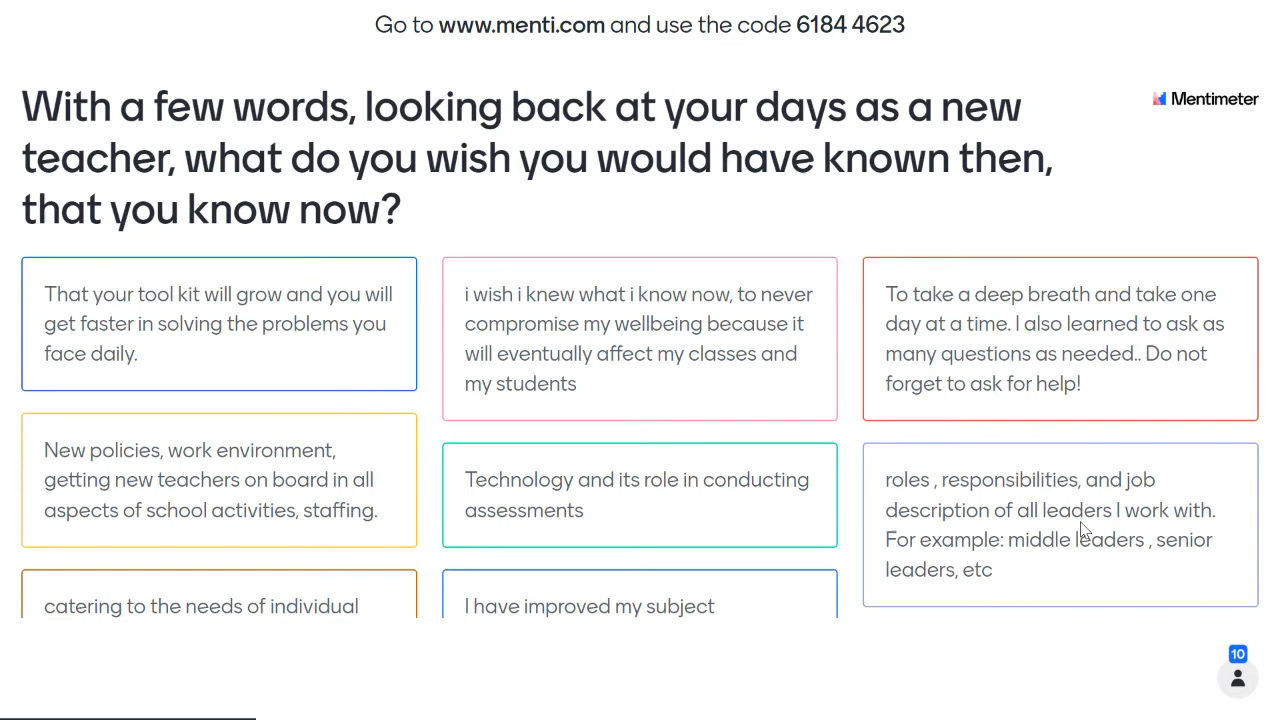 Go to www.menti.com and use the code 6184 4623
With a few words, looking back at your days as a new
teacher, what do you wish you would have known then,
that you know now?
Mentimeter
That your tool kit will grow and you will
get faster in solving the problems you
face daily.
New policies, work environment,
getting new teachers on board in all
aspects of school activities, staffing.
catering to the needs of individual
i wish i knew what i know now, to never
compromise my wellbeing because it
will eventually affect my classes and
my students
Technology and its role in conducting
assessments
I have improved my subject
To take a deep breath and take one
day at a time. I also learned to ask as
many questions as needed.. Do not
forget to ask for help!
roles , responsibilities, and job
description of all leaders I work with.
For example: middle leaders , senior
leaders, etc
10